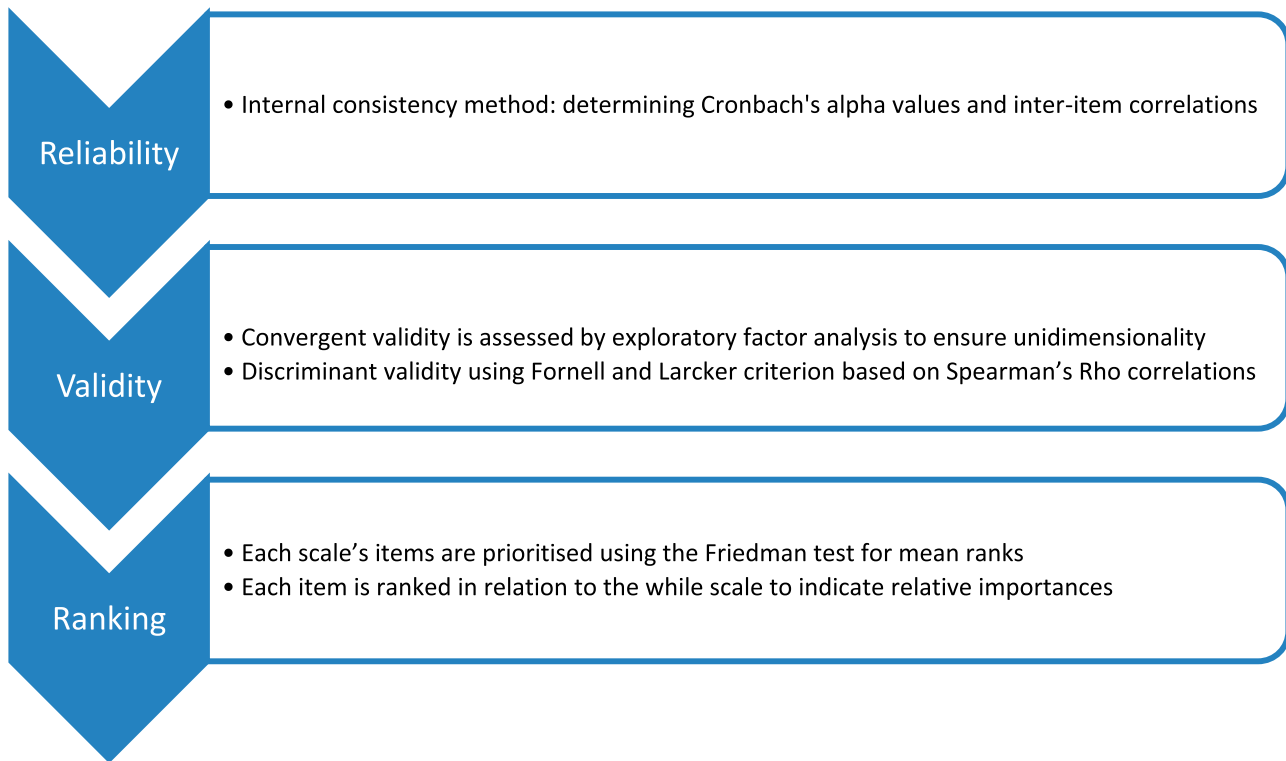 Reliability
• Internal consistency method: determining Cronbach's alpha values and inter-item correlations
Validity
• Convergent validity is assessed by exploratory factor analysis to ensure unidimensionality
• Discriminant validity using Fornell and Larcker criterion based on Spearman’s Rho correlations
Ranking
• Each scale’s items are prioritised using the Friedman test for mean ranks
• Each item is ranked in relation to the while scale to indicate relative importances